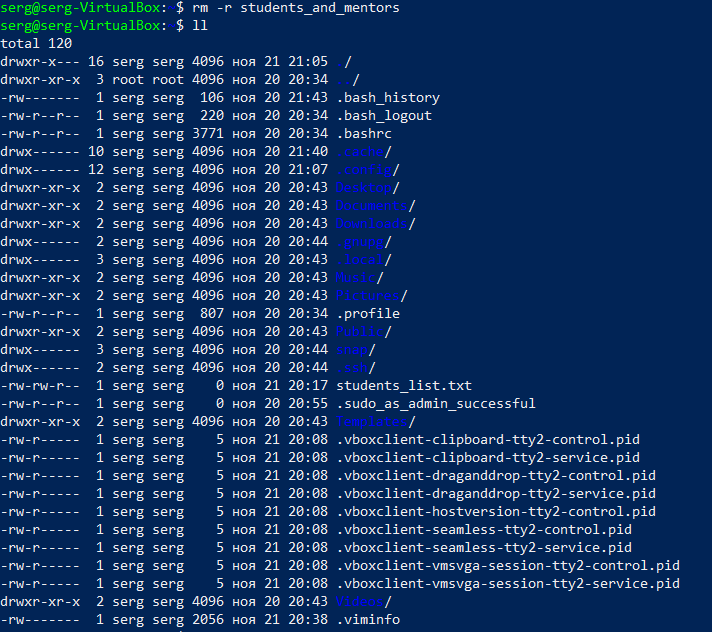 serg@serg-VirtualBox:~$ rm -r students_and_mentors
serg@serg-VirtualBox:~$ ll
total 120
drwxr-x--- 16 serg serg 4096 ноя 21 21:05 ./
drwxr-xr-x  3 root root 4096 ноя 20 20:34 ../
-rw-------  1 serg serg  106 ноя 20 21:43 .bash_history
-rw-r--r--  1 serg serg  220 ноя 20 20:34 .bash_logout
-rw-r--r--  1 serg serg 3771 ноя 20 20:34 .bashrc
drwx------ 10 serg serg 4096 ноя 20 21:40 .cache/
drwx------ 12 serg serg 4096 ноя 20 21:07 .config/
drwxr-xr-x  2 serg serg 4096 ноя 20 20:43 Desktop/
drwxr-xr-x  2 serg serg 4096 ноя 20 20:43 Documents/
drwxr-xr-x  2 serg serg 4096 ноя 20 20:43 Downloads/
drwx------  2 serg serg 4096 ноя 20 20:44 .gnupg/
drwx------  3 serg serg 4096 ноя 20 20:43 .local/
drwxr-xr-x  2 serg serg 4096 ноя 20 20:43 Music/
drwxr-xr-x  2 serg serg 4096 ноя 20 20:43 Pictures/
-rw-r--r--  1 serg serg  807 ноя 20 20:34 .profile
drwxr-xr-x  2 serg serg 4096 ноя 20 20:43 Public/
drwx------  3 serg serg 4096 ноя 20 20:44 snap/
drwx------  2 serg serg 4096 ноя 20 20:44 .ssh/
-rw-rw-r--  1 serg serg    0 ноя 21 20:17 students_list.txt
-rw-r--r--  1 serg serg    0 ноя 20 20:55 .sudo_as_admin_successful
drwxr-xr-x  2 serg serg 4096 ноя 20 20:43 Templates/
-rw-r-----  1 serg serg    5 ноя 21 20:08 .vboxclient-clipboard-tty2-control.pid
-rw-r-----  1 serg serg    5 ноя 21 20:08 .vboxclient-clipboard-tty2-service.pid
-rw-r-----  1 serg serg    5 ноя 21 20:08 .vboxclient-draganddrop-tty2-control.pid
-rw-r-----  1 serg serg    5 ноя 21 20:08 .vboxclient-draganddrop-tty2-service.pid
-rw-r-----  1 serg serg    5 ноя 21 20:08 .vboxclient-hostversion-tty2-control.pid
-rw-r-----  1 serg serg    5 ноя 21 20:08 .vboxclient-seamless-tty2-control.pid
-rw-r-----  1 serg serg    5 ноя 21 20:08 .vboxclient-seamless-tty2-service.pid
-rw-r-----  1 serg serg    5 ноя 21 20:08 .vboxclient-vmsvga-session-tty2-control.pid
-rw-r-----  1 serg serg    5 ноя 21 20:08 .vboxclient-vmsvga-session-tty2-service.pid
drwxr-xr-x  2 serg serg 4096 ноя 20 20:43 Videos/
-rw-------  1 serg serg 2056 ноя 21 20:38 .viminfo